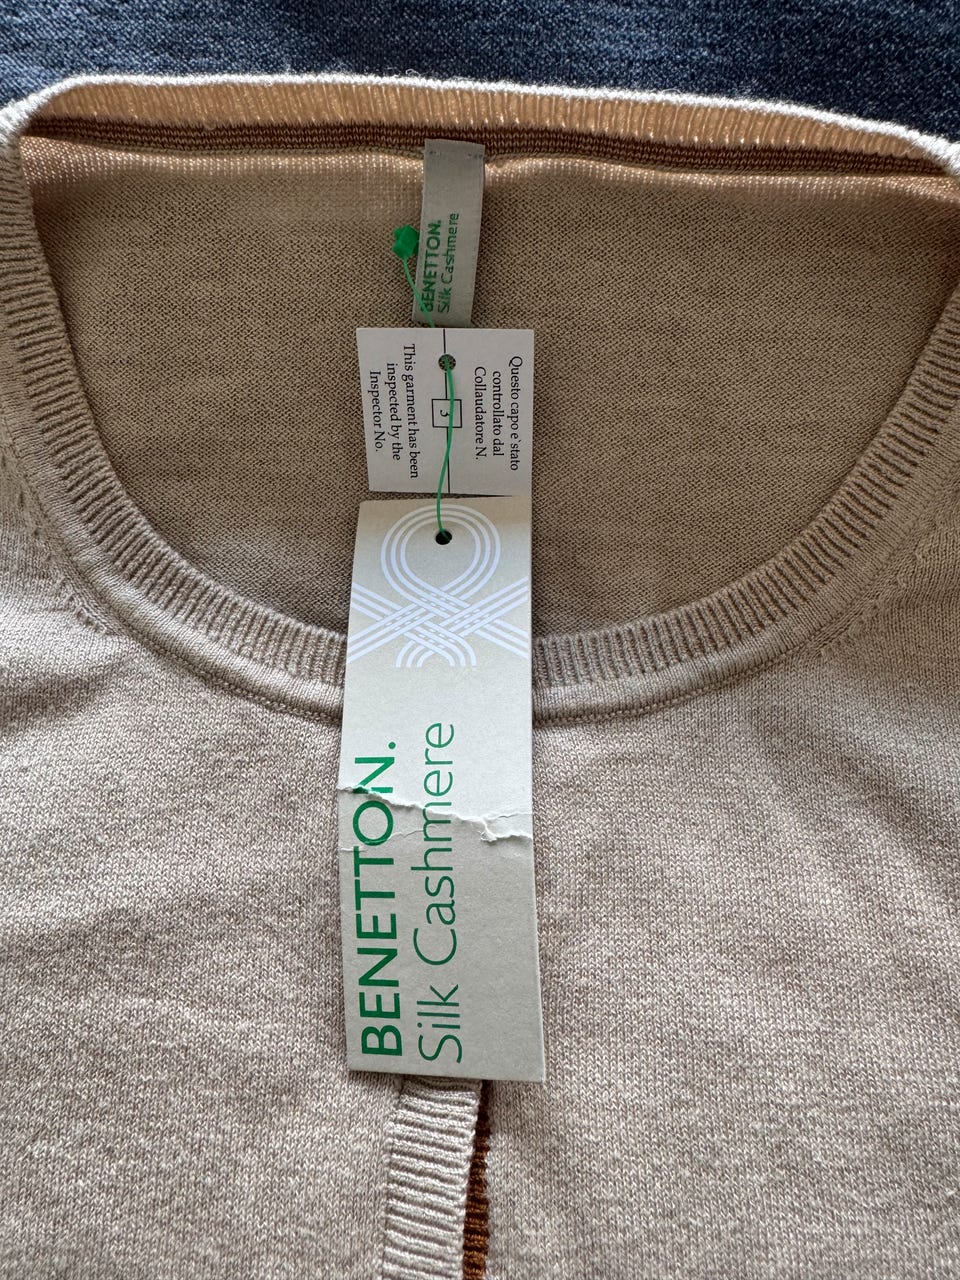 BENETTON.
Silk Cashmere
Questo capo e`stato
controllato dal
Collaudatore N.
3
This garment has been
inspected by the
Inspector No.
BENETTON.
Silk Cashmere